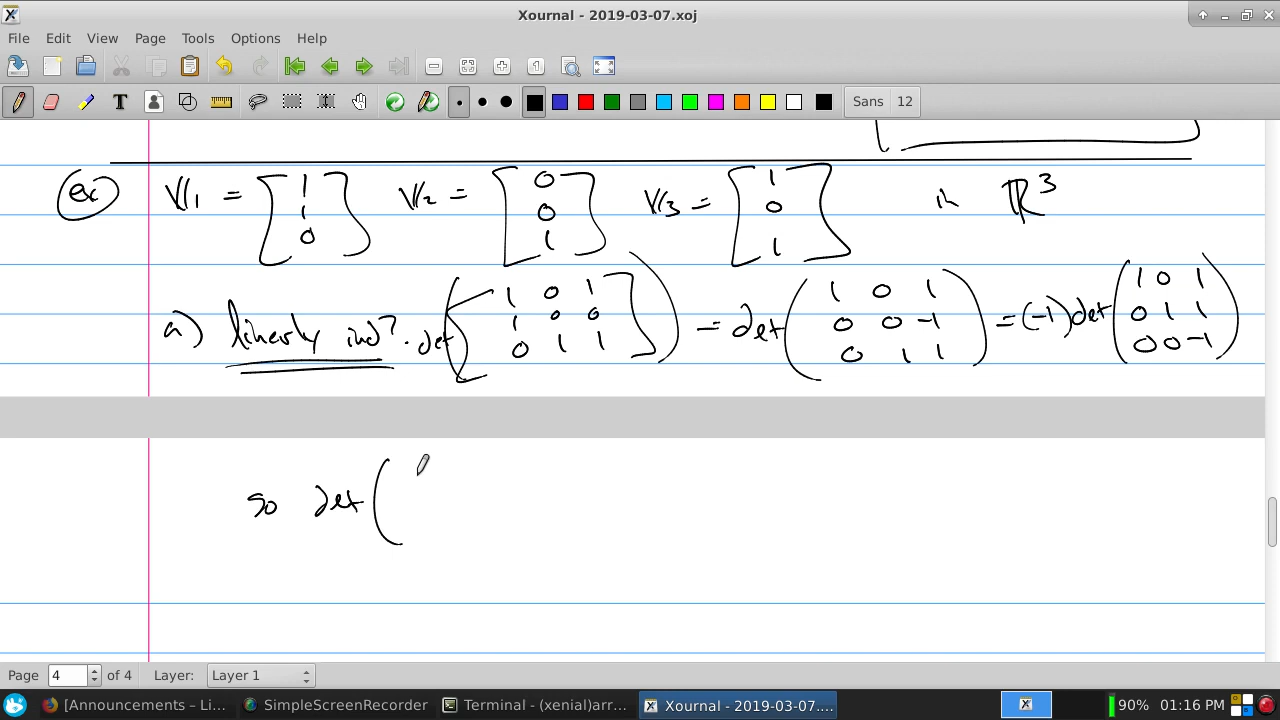 Xournal - 2019-03-07.xoj
File Edit View Page Tools Options Help
T Sans 12
ex V1 = [1 1 0] V2 = [0 0 1] V3 = [1 0 1] in ℝ^3
a) linearly ind? . det([1 0 1 = det(1 0 1 = (-1) det(1 0 1
1 0 0 0 0 -1 0 1 1
0 1 1]) 0 1 1) 0 0 -1)
so det(
Page 4 of 4 Layer: Layer 1
[Announcements – Li... SimpleScreenRecorder Terminal - (xenial)arr... Xournal - 2019-03-07.... 90% 01:16 PM